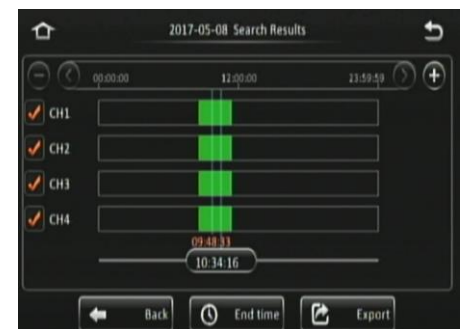 2017-05-08 Search Results
00:00:00 12:00:00 23:59:59
CH1
CH2
CH3
CH4
09:48:33
10:34:16
Back End time Export